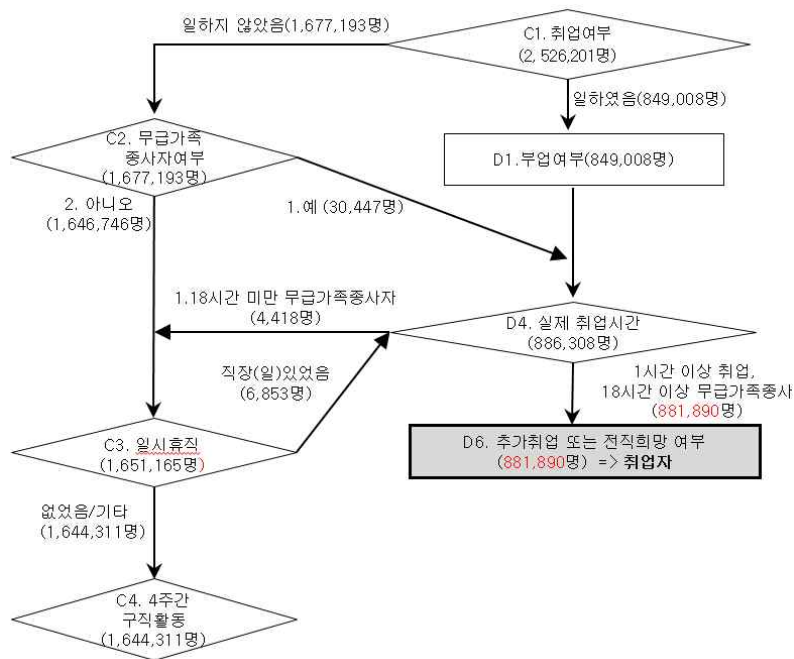 일하지 않았음(1,677,193명)
C1. 취업여부
(2,526,201명)
일하였음(849,008명)
C2. 무급가족
종사자여부
(1,677,193명)
D1.부업여부(849,008명)
2. 아니오
(1,646,746명)
1.예 (30,447명)
1.18시간 미만 무급가족종사자
(4,418명)
D4. 실제 취업시간
(886,308명)
직장(일)있었음
(6,853명)
1시간 이상 취업,
18시간 이상 무급가족종사
(881,890명)
C3. 일시휴직
(1,651,165명)
D6. 추가취업 또는 전직희망 여부
(881,890명) => 취업자
없었음/기타
(1,644,311명)
C4. 4주간
구직활동
(1,644,311명)